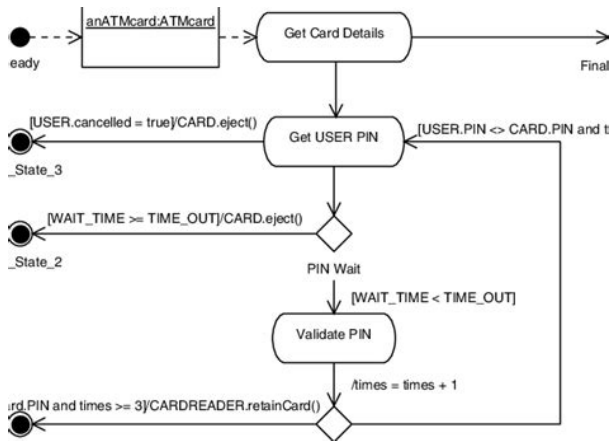 anATMcard:ATMcard
Get Card Details
eady
Final
[USER.cancelled = true]/CARD.eject()
[USER.PIN <> CARD.PIN and t
Get USER PIN
_State_3
[WAIT_TIME >= TIME_OUT]/CARD.eject()
_State_2
PIN Wait
[WAIT_TIME < TIME_OUT]
Validate PIN
/times = times + 1
rd.PIN and times >= 3]/CARDREADER.retainCard()